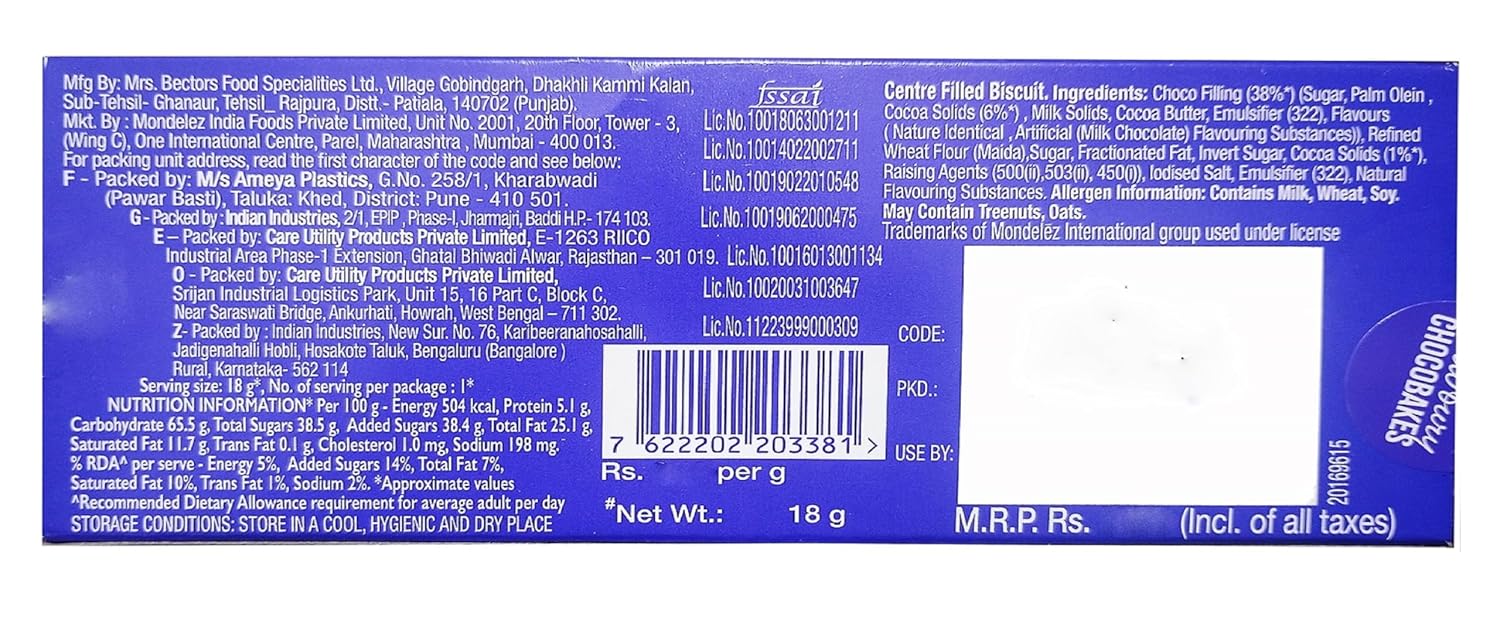 Mfg By: Mrs. Bectors Food Specialities Ltd., Village Gobindgarh, Dhakhli Kammi Kalan,
Sub-Tehsil- Ghanaur, Tehsil_ Rajpura, Distt.- Patiala, 140702 (Punjab).
Mkt. By : Mondelez India Foods Private Limited, Unit No. 2001, 20th Floor, Tower - 3,
(Wing C), One International Centre, Parel, Maharashtra , Mumbai - 400 013.
For packing unit address, read the first character of the code and see below:
F - Packed by: M/s Ameya Plastics, G.No. 258/1, Kharabwadi
(Pawar Basti), Taluka: Khed, District: Pune - 410 501.
G - Packed by : Indian Industries, 2/1, EPIP , Phase-I, Jharmajri, Baddi H.P.- 174 103.
E – Packed by: Care Utility Products Private Limited, E-1263 RIICO
Industrial Area Phase-1 Extension, Ghatal Bhiwadi Alwar, Rajasthan – 301 019. Lic.No.10016013001134
O - Packed by: Care Utility Products Private Limited,
Srijan Industrial Logistics Park, Unit 15, 16 Part C, Block C,
Near Saraswati Bridge, Ankurhati, Howrah, West Bengal – 711 302.
Z- Packed by : Indian Industries, New Sur. No. 76, Karibeeranahosahalli,
Jadigenahalli Hobli, Hosakote Taluk, Bengaluru (Bangalore )
Rural, Karnataka- 562 114
Serving size: 18 g*, No. of serving per package : 1*
NUTRITION INFORMATION* Per 100 g - Energy 504 kcal, Protein 5.1 g,
Carbohydrate 65.5 g, Total Sugars 38.5 g, Added Sugars 38.4 g, Total Fat 25.1 g,
Saturated Fat 11.7 g, Trans Fat 0.1 g, Cholesterol 1.0 mg, Sodium 198 mg.
% RDA^ per serve - Energy 5%, Added Sugars 14%, Total Fat 7%,
Saturated Fat 10%, Trans Fat 1%, Sodium 2%. *Approximate values
^Recommended Dietary Allowance requirement for average adult per day
STORAGE CONDITIONS: STORE IN A COOL, HYGIENIC AND DRY PLACE
fssai
Lic.No.10018063001211
Lic.No.10014022002711
Lic.No.10019022010548
Lic.No.10019062000475
Lic.No.10020031003647
Lic.No.11223999000309
7 622202 203381 >
Rs. per g
#Net Wt.: 18 g
Centre Filled Biscuit. Ingredients: Choco Filling (38%*) (Sugar, Palm Olein ,
Cocoa Solids (6%*) , Milk Solids, Cocoa Butter, Emulsifier (322), Flavours
( Nature Identical , Artificial (Milk Chocolate) Flavouring Substances)), Refined
Wheat Flour (Maida),Sugar, Fractionated Fat, Invert Sugar, Cocoa Solids (1%*),
Raising Agents (500(ii),503(ii), 450(i)), Iodised Salt, Emulsifier (322), Natural
Flavouring Substances. Allergen Information: Contains Milk, Wheat, Soy.
May Contain Treenuts, Oats.
Trademarks of Mondelēz International group used under license
CODE:
PKD.:
USE BY:
M.R.P. Rs. (Incl. of all taxes)
20169615
CHOCOBAKES